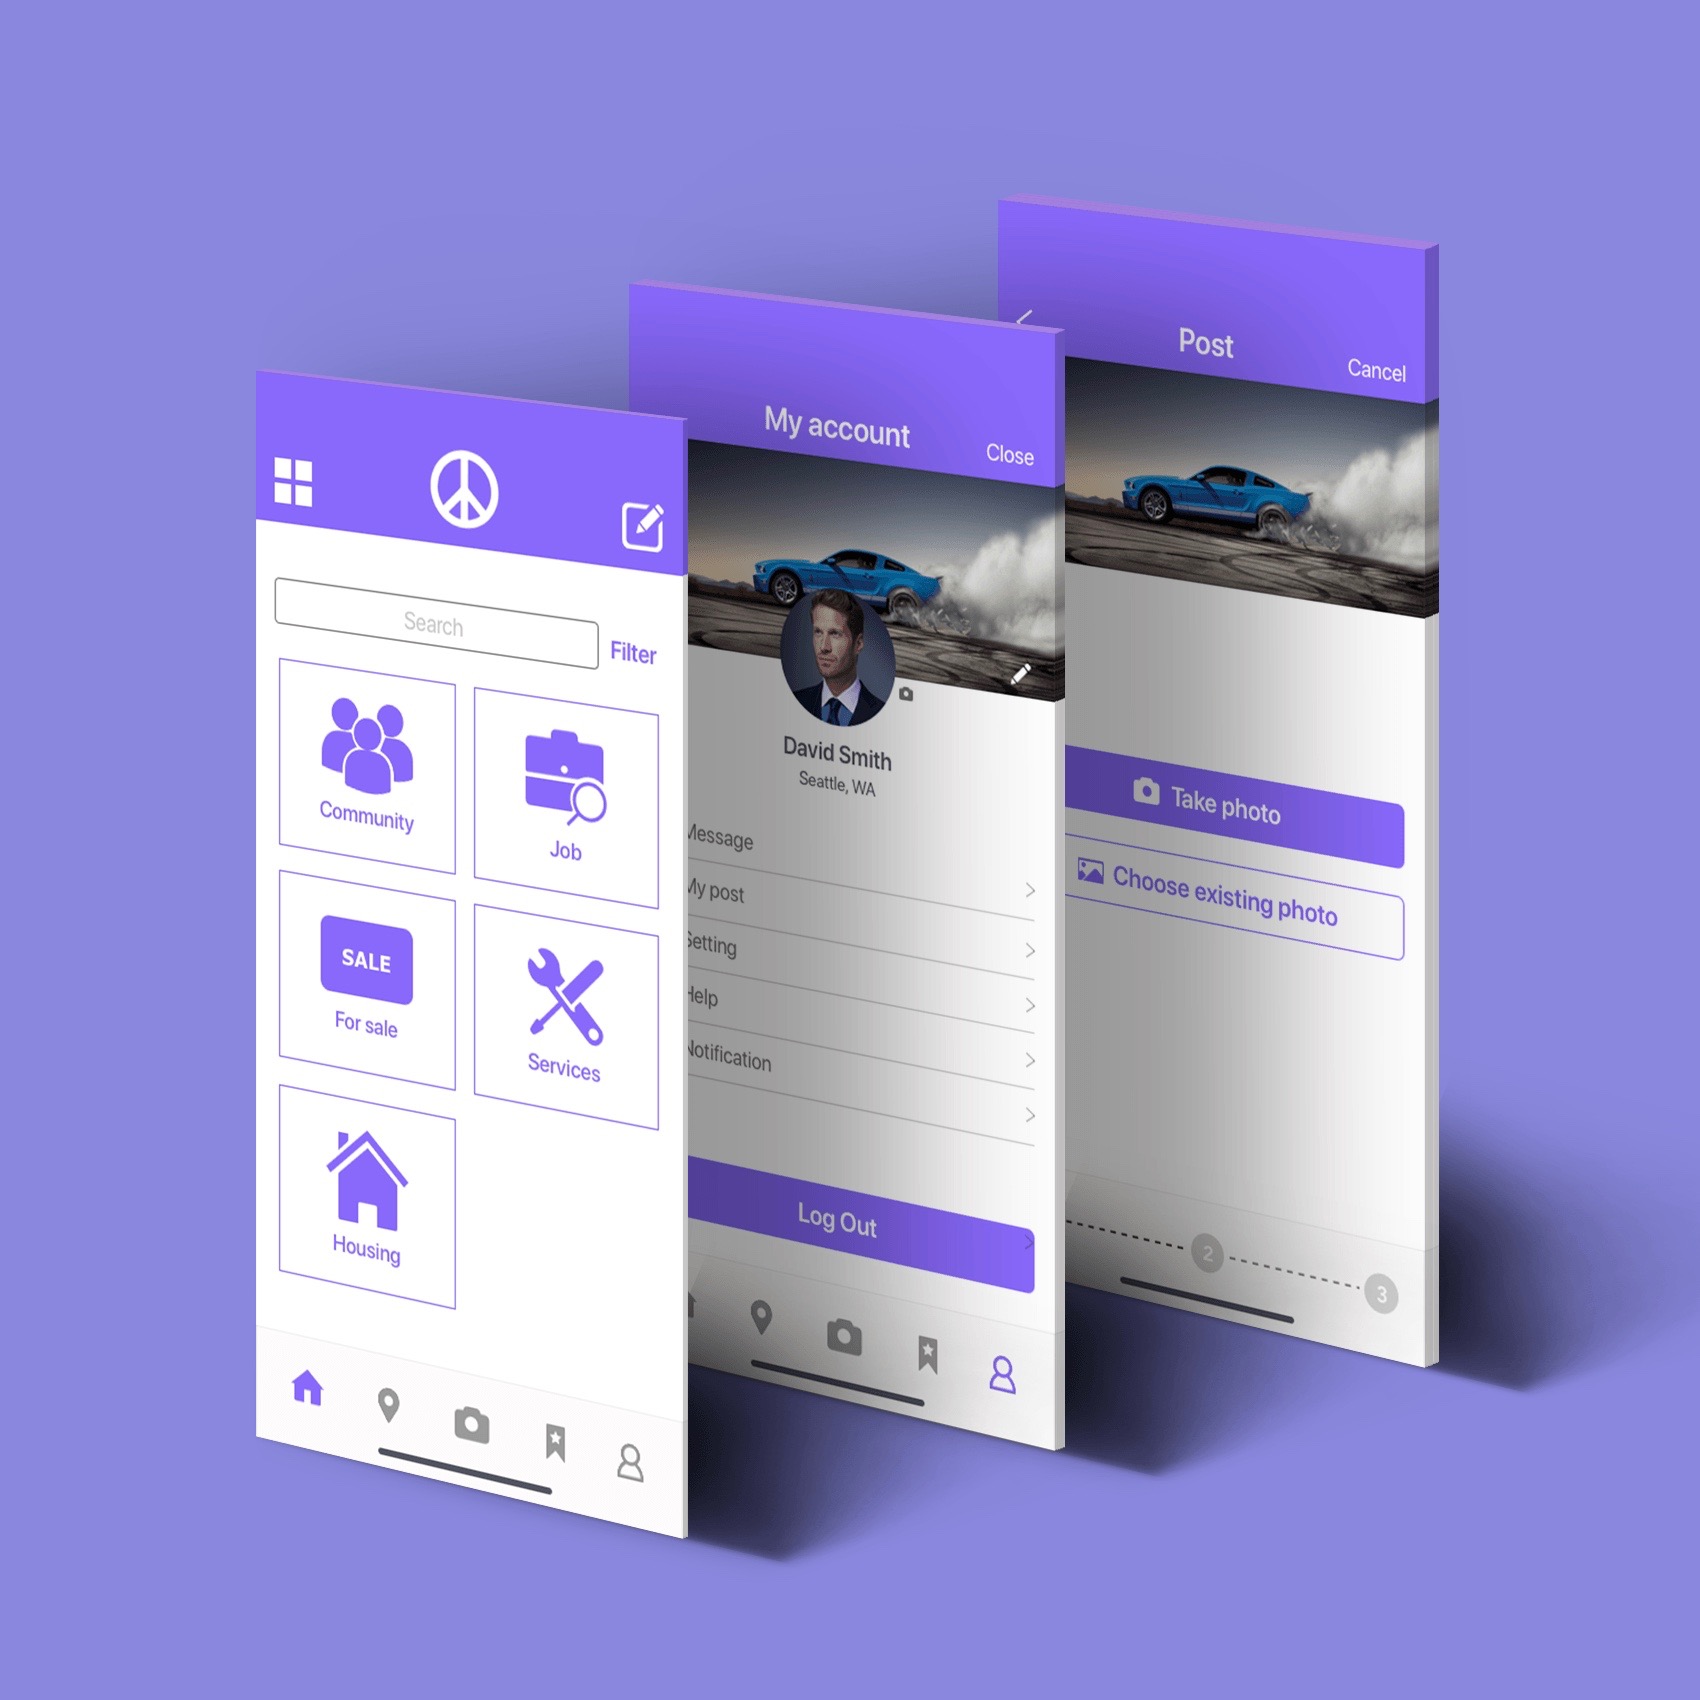 Search
Filter
Community
Job
SALE
For sale
Services
Housing
My account
Close
David Smith
Seattle, WA
Message
My post
Setting
Help
Notification
Log Out
Post
Cancel
Take photo
Choose existing photo
2
3